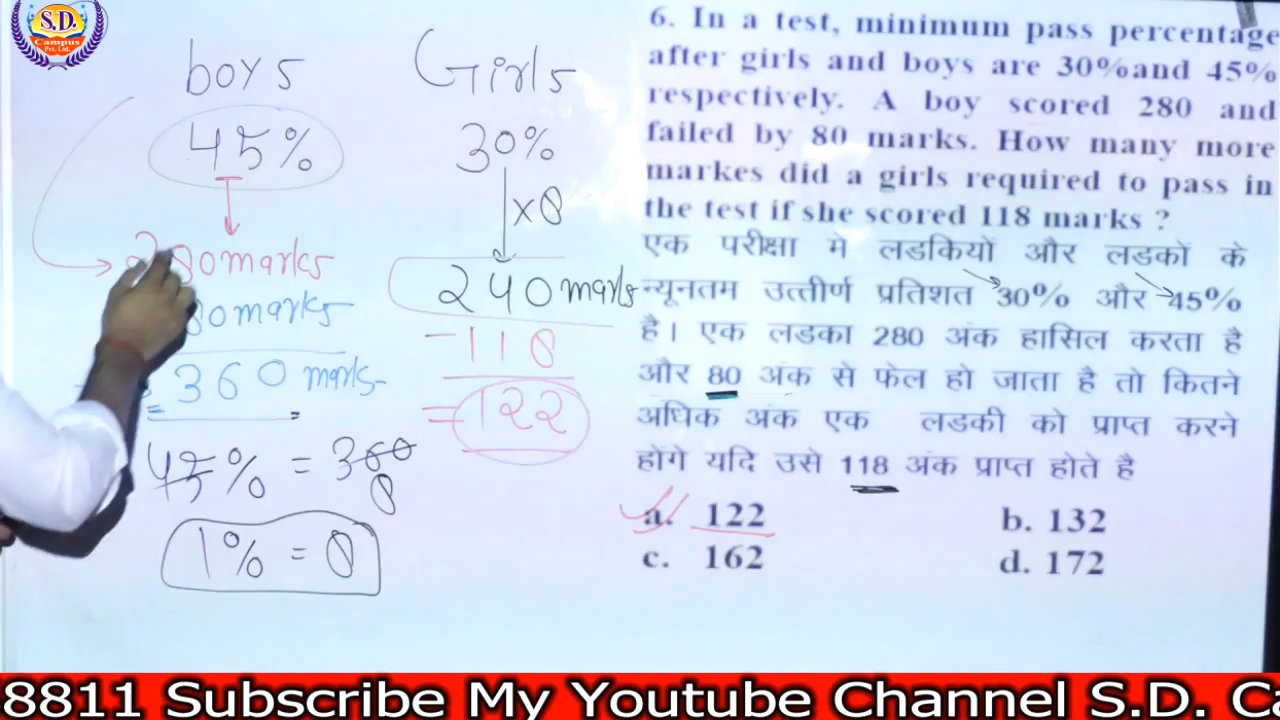 S.D.
Campus
Pvt. Ltd.
boys
45%
280 marks
80 marks
= 360 marks =
45% = 360
8
1% = 8
Girls
30%
×8
240 marks
-118
=122
6. In a test, minimum pass percentage
after girls and boys are 30%and 45%
respectively. A boy scored 280 and
failed by 80 marks. How many more
markes did a girls required to pass in
the test if she scored 118 marks ?
एक परीक्षा मे लडकियों और लडकों के
न्यूनतम उत्तीर्ण प्रतिशत 30% और 45%
है। एक लडका 280 अंक हासिल करता है
और 80 अंक से फेल हो जाता है तो कितने
अधिक अंक एक लडकी को प्राप्त करने
होंगे यदि उसे 118 अंक प्राप्त होते है
a. 122 b. 132
c. 162 d. 172
8811 Subscribe My Youtube Channel S.D. Ca